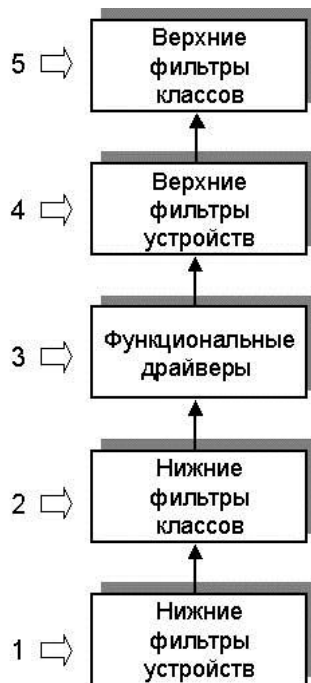 5
Верхние
фильтры
классов
4
Верхние
фильтры
устройств
3
Функциональные
драйверы
2
Нижние
фильтры
классов
1
Нижние
фильтры
устройств